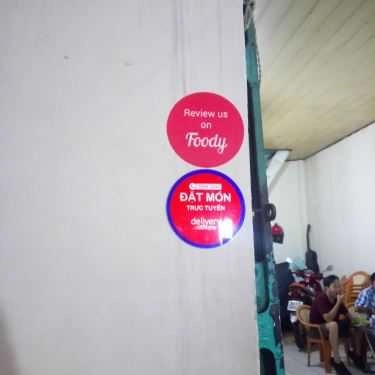 Review us
on
Foody
ĐẶT MÓN
TRỰC TUYẾN
delivery